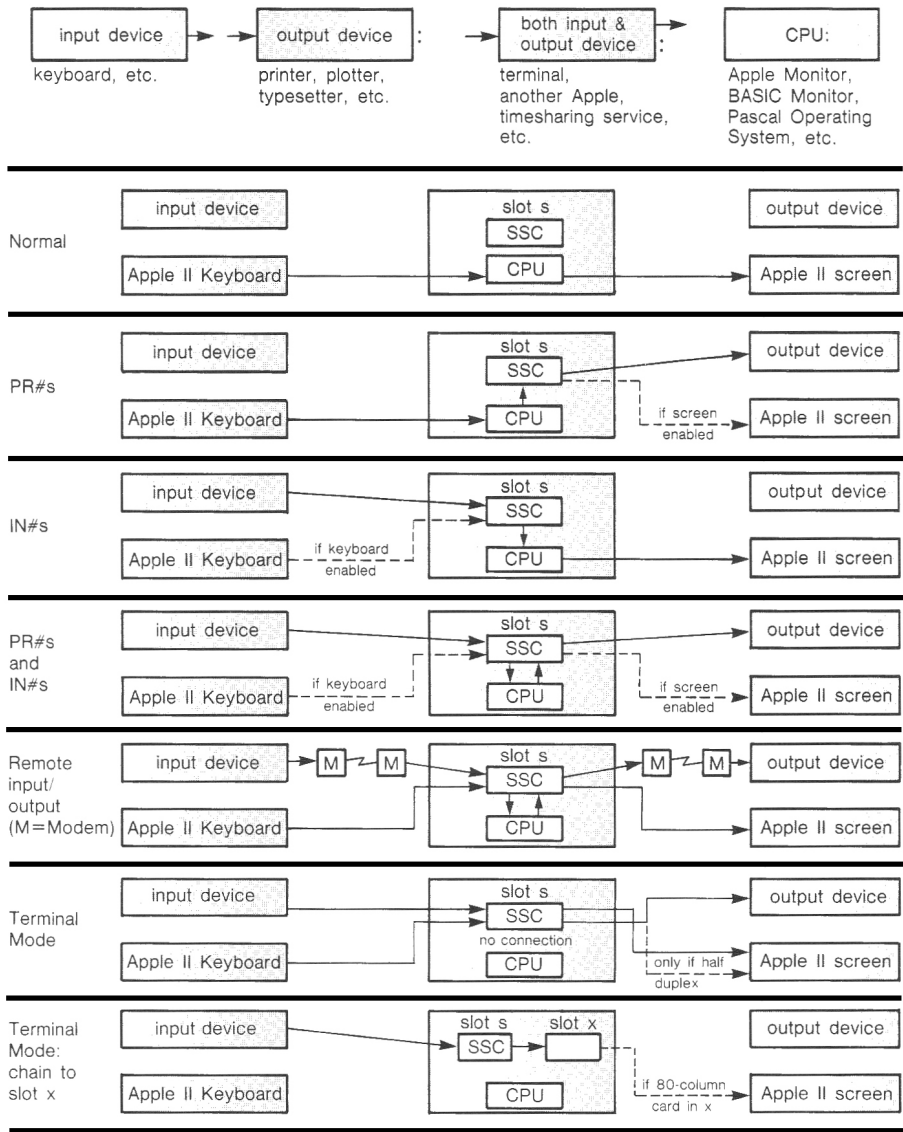 input device
output device :
both input &
output device :
CPU:
keyboard, etc.
printer, plotter,
typesetter, etc.
terminal,
another Apple,
timesharing service,
etc.
Apple Monitor,
BASIC Monitor,
Pascal Operating
System, etc.
Normal
input device
Apple II Keyboard
slot s
SSC
CPU
output device
Apple II screen
PR#s
input device
Apple II Keyboard
slot s
SSC
CPU
if screen
enabled
output device
Apple II screen
IN#s
input device
Apple II Keyboard
if keyboard
enabled
slot s
SSC
CPU
output device
Apple II screen
PR#s
and
IN#s
input device
Apple II Keyboard
if keyboard
enabled
slot s
SSC
CPU
if screen
enabled
output device
Apple II screen
Remote
input/
output
(M=Modem)
input device
M M
Apple II Keyboard
slot s
SSC
CPU
M M
output device
Apple II screen
Terminal
Mode
input device
Apple II Keyboard
slot s
SSC
no connection
CPU
only if half
duplex
output device
Apple II screen
Terminal
Mode:
chain to
slot x
input device
Apple II Keyboard
slot s slot x
SSC
CPU
if 80-column
card in x
output device
Apple II screen